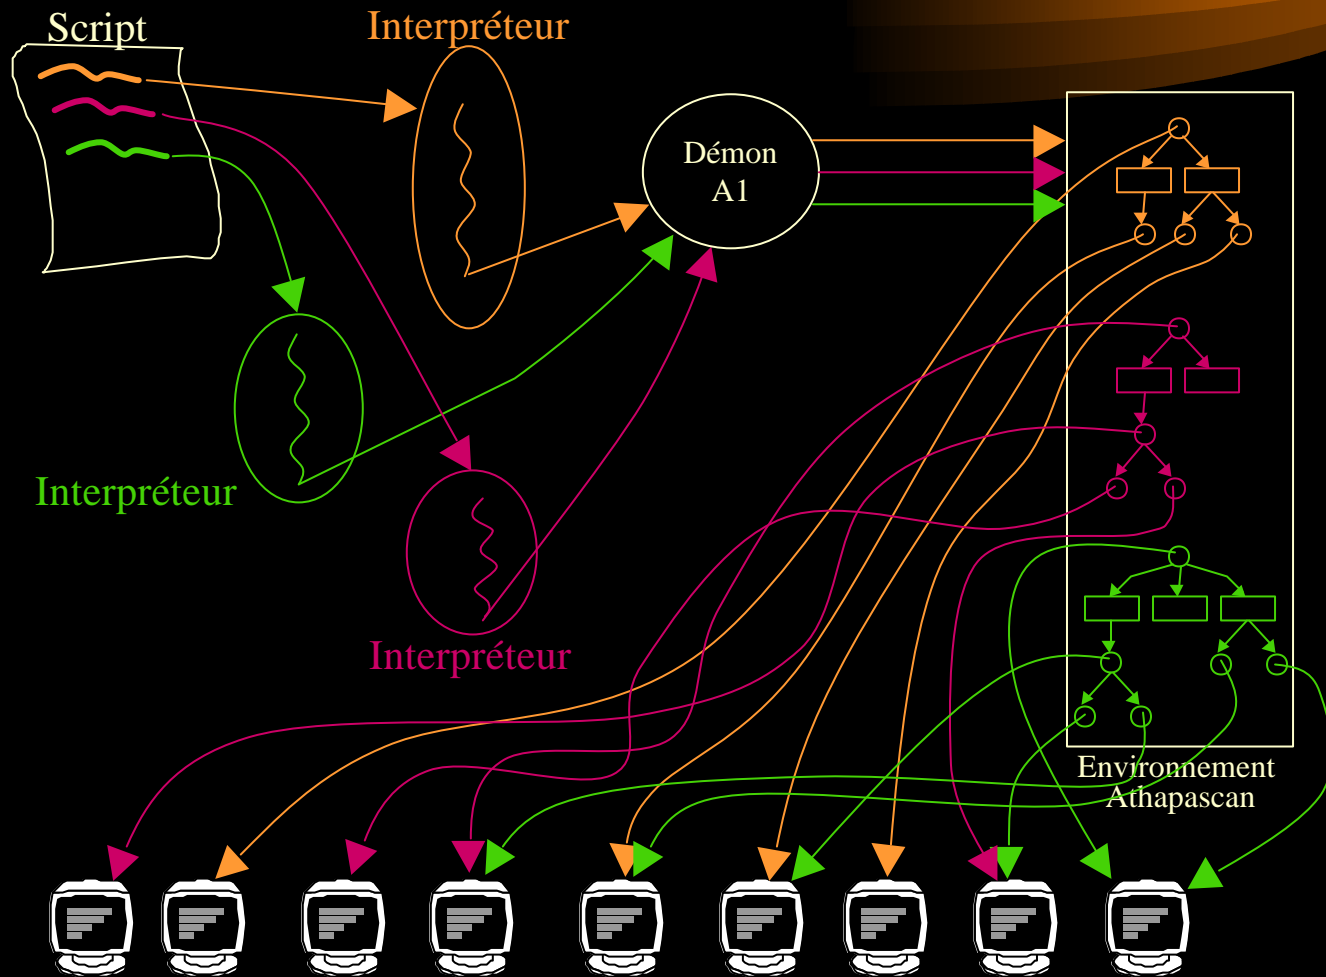 Script
Interpréteur
Démon
A1
Interpréteur
Interpréteur
Environnement
Athapascan